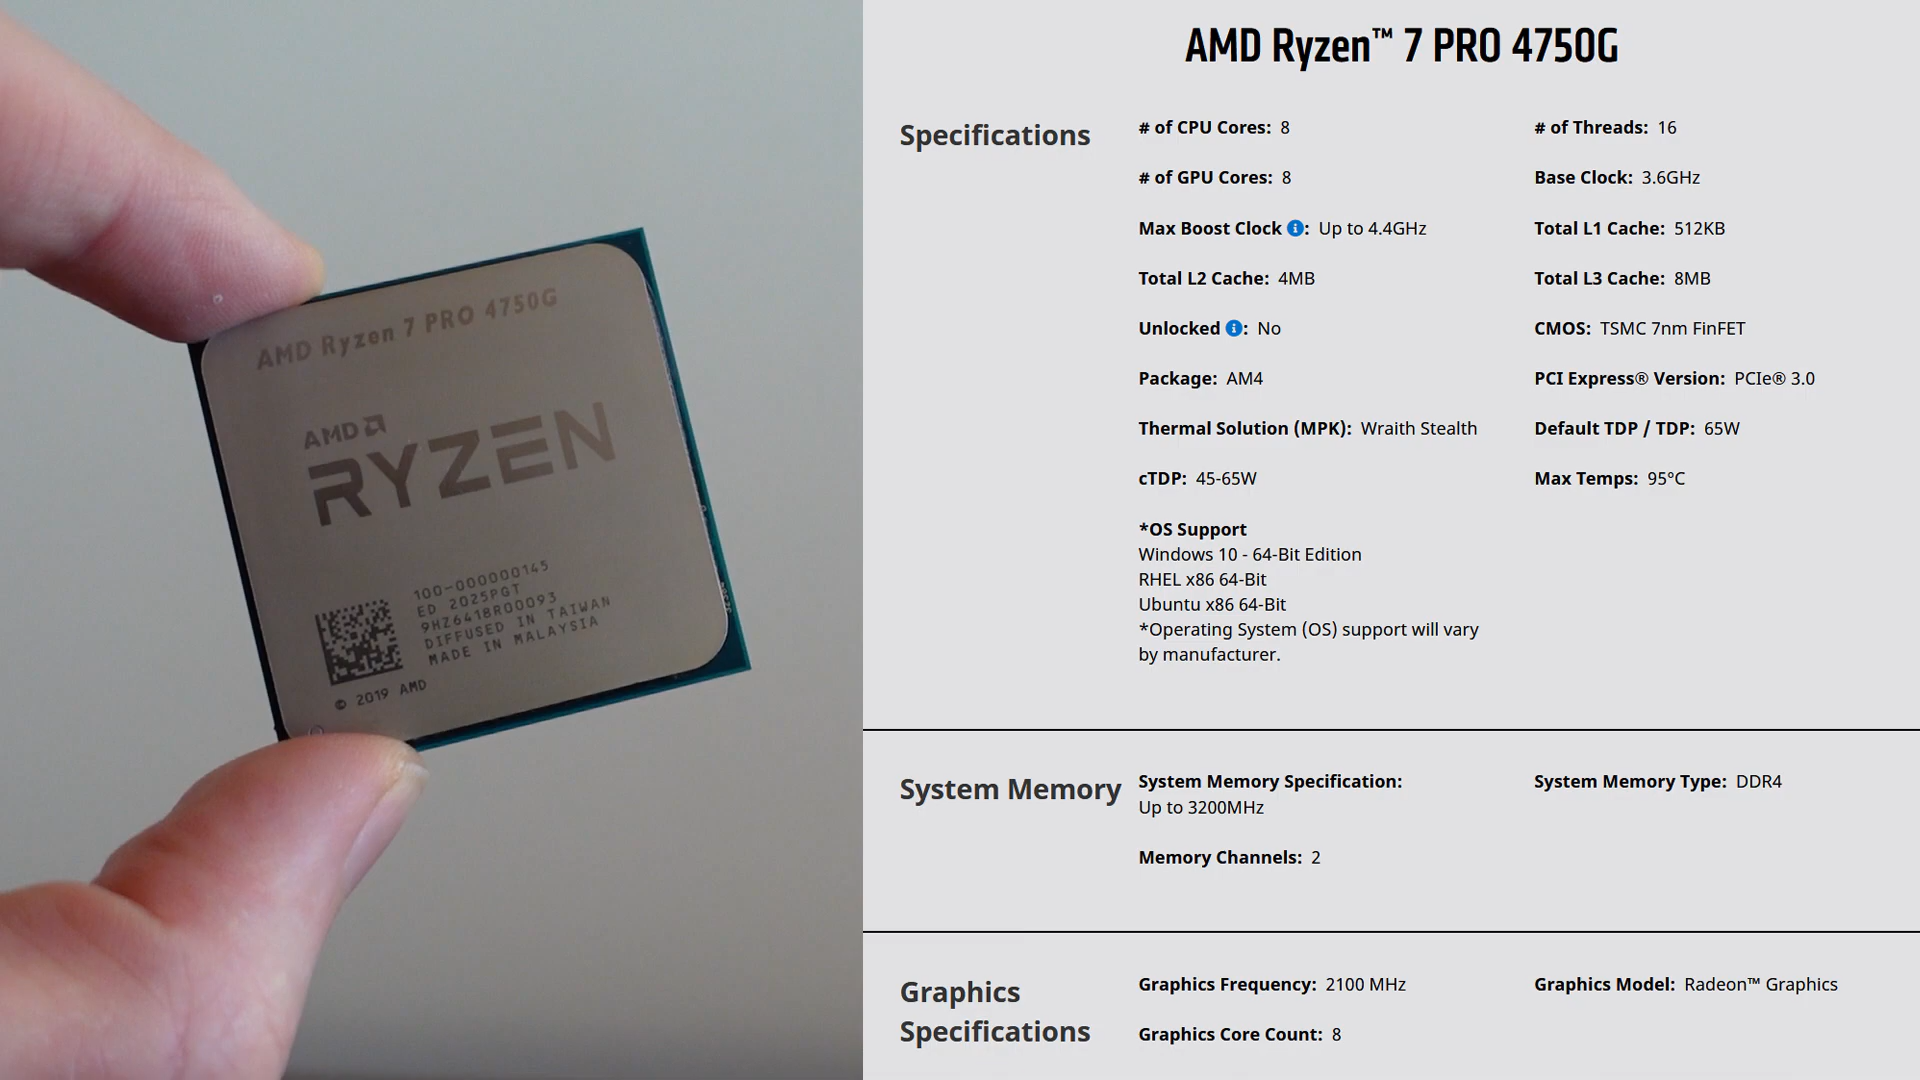 AMD Ryzen 7 PRO 4750G
AMD
RYZEN
100-000000145
ED 2025PGT
9HZ6418R00093
DIFFUSED IN TAIWAN
MADE IN MALAYSIA
© 2019 AMD
AMD Ryzen™ 7 PRO 4750G
Specifications
# of CPU Cores: 8
# of Threads: 16
# of GPU Cores: 8
Base Clock: 3.6GHz
Max Boost Clock i: Up to 4.4GHz
Total L1 Cache: 512KB
Total L2 Cache: 4MB
Total L3 Cache: 8MB
Unlocked i: No
CMOS: TSMC 7nm FinFET
Package: AM4
PCI Express® Version: PCIe® 3.0
Thermal Solution (MPK): Wraith Stealth
Default TDP / TDP: 65W
cTDP: 45-65W
Max Temps: 95°C
*OS Support
Windows 10 - 64-Bit Edition
RHEL x86 64-Bit
Ubuntu x86 64-Bit
*Operating System (OS) support will vary
by manufacturer.
System Memory
System Memory Specification:
Up to 3200MHz
System Memory Type: DDR4
Memory Channels: 2
Graphics
Specifications
Graphics Frequency: 2100 MHz
Graphics Model: Radeon™ Graphics
Graphics Core Count: 8